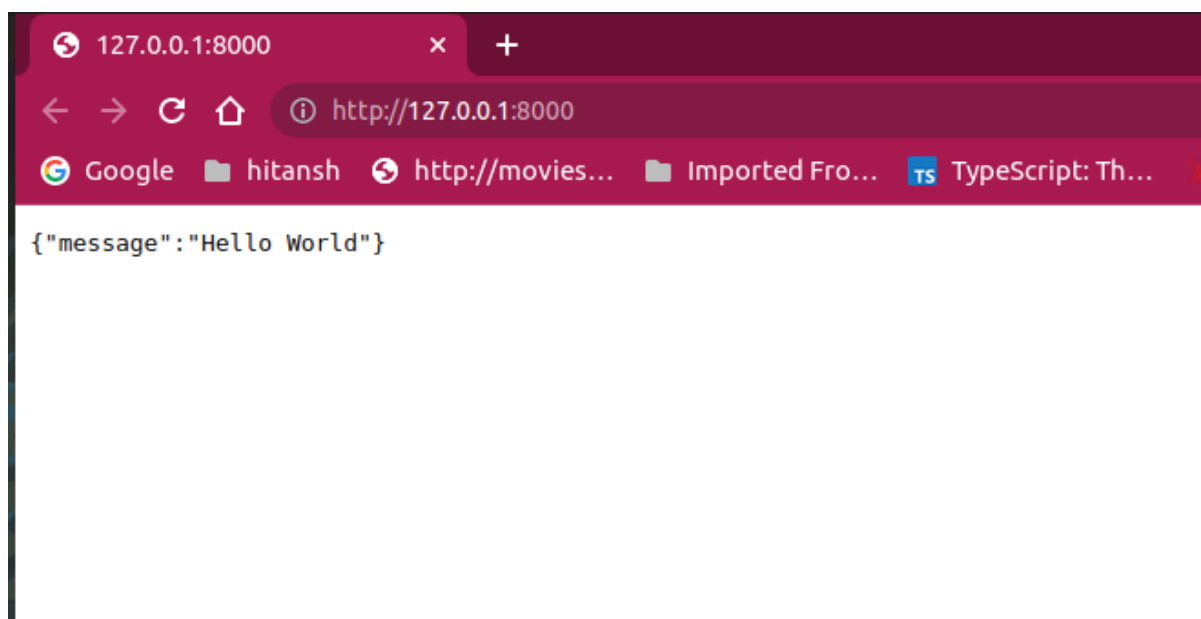 127.0.0.1:8000
http://127.0.0.1:8000
Google hitansh http://movies... Imported Fro... TS TypeScript: Th...
{"message":"Hello World"}